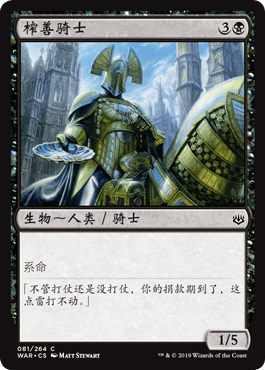 榨善骑士 3
生物～人类 / 骑士
系命
「不管打仗还是没打仗，你的捐款期到了，这
点雷打不动。」
1/5
081/264 C
WAR • CS MATT STEWART
™ & © 2019 Wizards of the Coast